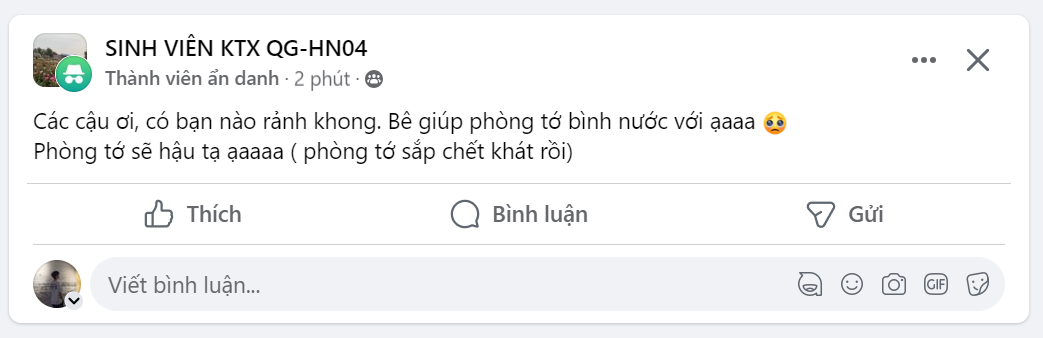 SINH VIÊN KTX QG-HN04
Thành viên ẩn danh · 2 phút ·
Các cậu ơi, có bạn nào rảnh khong. Bê giúp phòng tớ bình nước với ạaaa 🥺
Phòng tớ sẽ hậu tạ ạaaaa ( phòng tớ sắp chết khát rồi)
Thích Bình luận Gửi
Viết bình luận... GIF